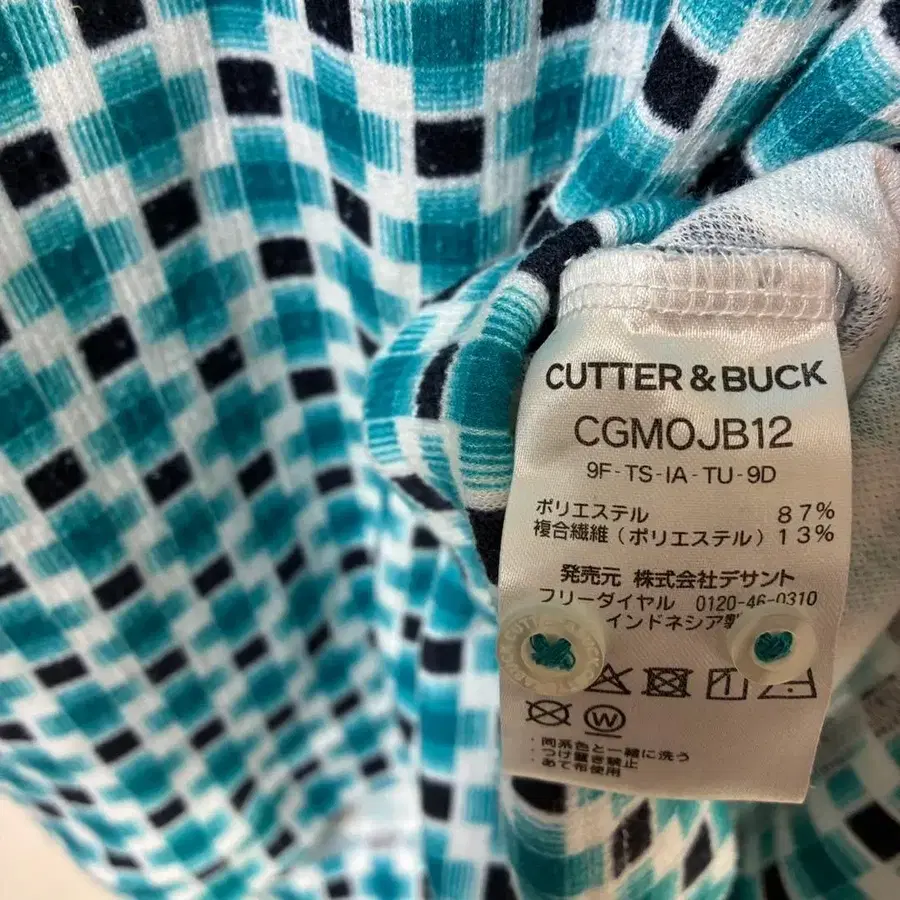 CUTTER & BUCK
CGMOJB12
9F-TS-IA-TU-9D
ポリエステル 87%
複合繊維（ポリエステル）13%
発売元 株式会社デサント
フリーダイヤル 0120-46-0310
インドネシア製
CUTTER & BUCK
W
・同系色と一緒に洗う
・つけ置き禁止
・あて布使用